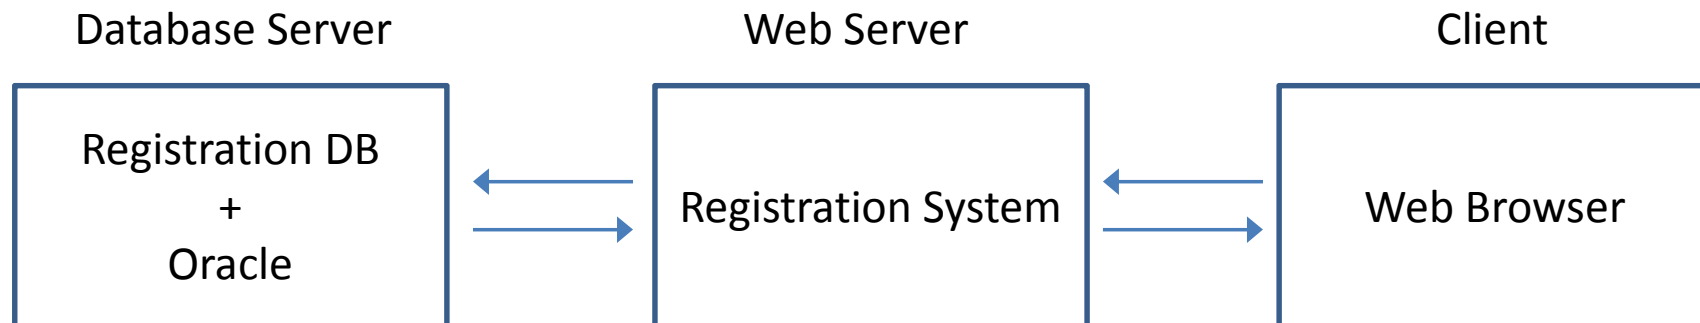 Database Server
Web Server
Client
Registration DB
+
Oracle
Registration System
Web Browser